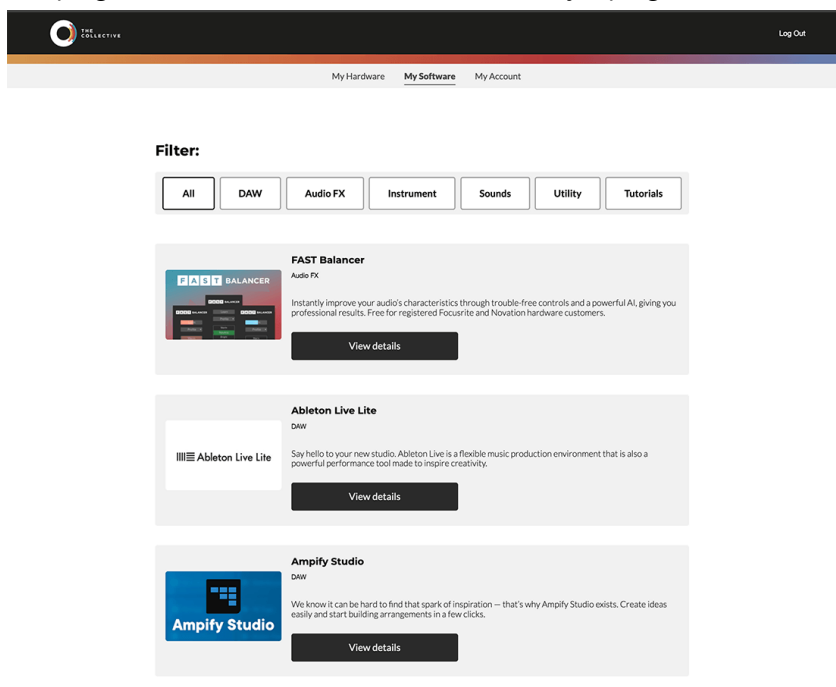 THE
COLLECTIVE
Log Out
My Hardware My Software My Account
Filter:
All DAW Audio FX Instrument Sounds Utility Tutorials
FAST BALANCER
FAST Balancer
Audio FX
Instantly improve your audio's characteristics through trouble-free controls and a powerful AI, giving you
professional results. Free for registered Focusrite and Novation hardware customers.
View details
Ableton Live Lite
Ableton Live Lite
DAW
Say hello to your new studio. Ableton Live is a flexible music production environment that is also a
powerful performance tool made to inspire creativity.
View details
Ampify Studio
Ampify Studio
DAW
We know it can be hard to find that spark of inspiration — that's why Ampify Studio exists. Create ideas
easily and start building arrangements in a few clicks.
View details